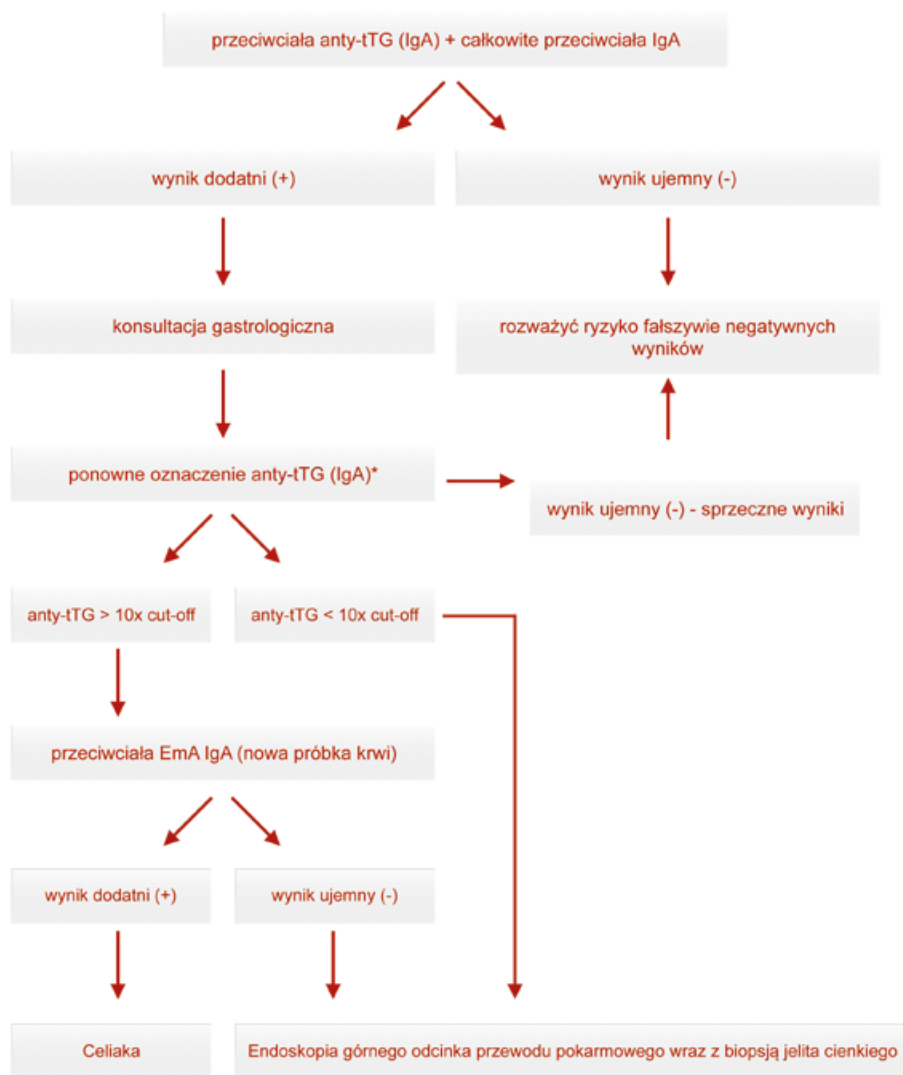 przeciwciała anty-tTG (IgA) + całkowite przeciwciała IgA
wynik dodatni (+)
wynik ujemny (-)
konsultacja gastrologiczna
rozważyć ryzyko fałszywie negatywnych
wyników
ponowne oznaczenie anty-tTG (IgA)*
wynik ujemny (-) - sprzeczne wyniki
anty-tTG > 10x cut-off
anty-tTG < 10x cut-off
przeciwciała EmA IgA (nowa próbka krwi)
wynik dodatni (+)
wynik ujemny (-)
Celiaka
Endoskopia górnego odcinka przewodu pokarmowego wraz z biopsją jelita cienkiego